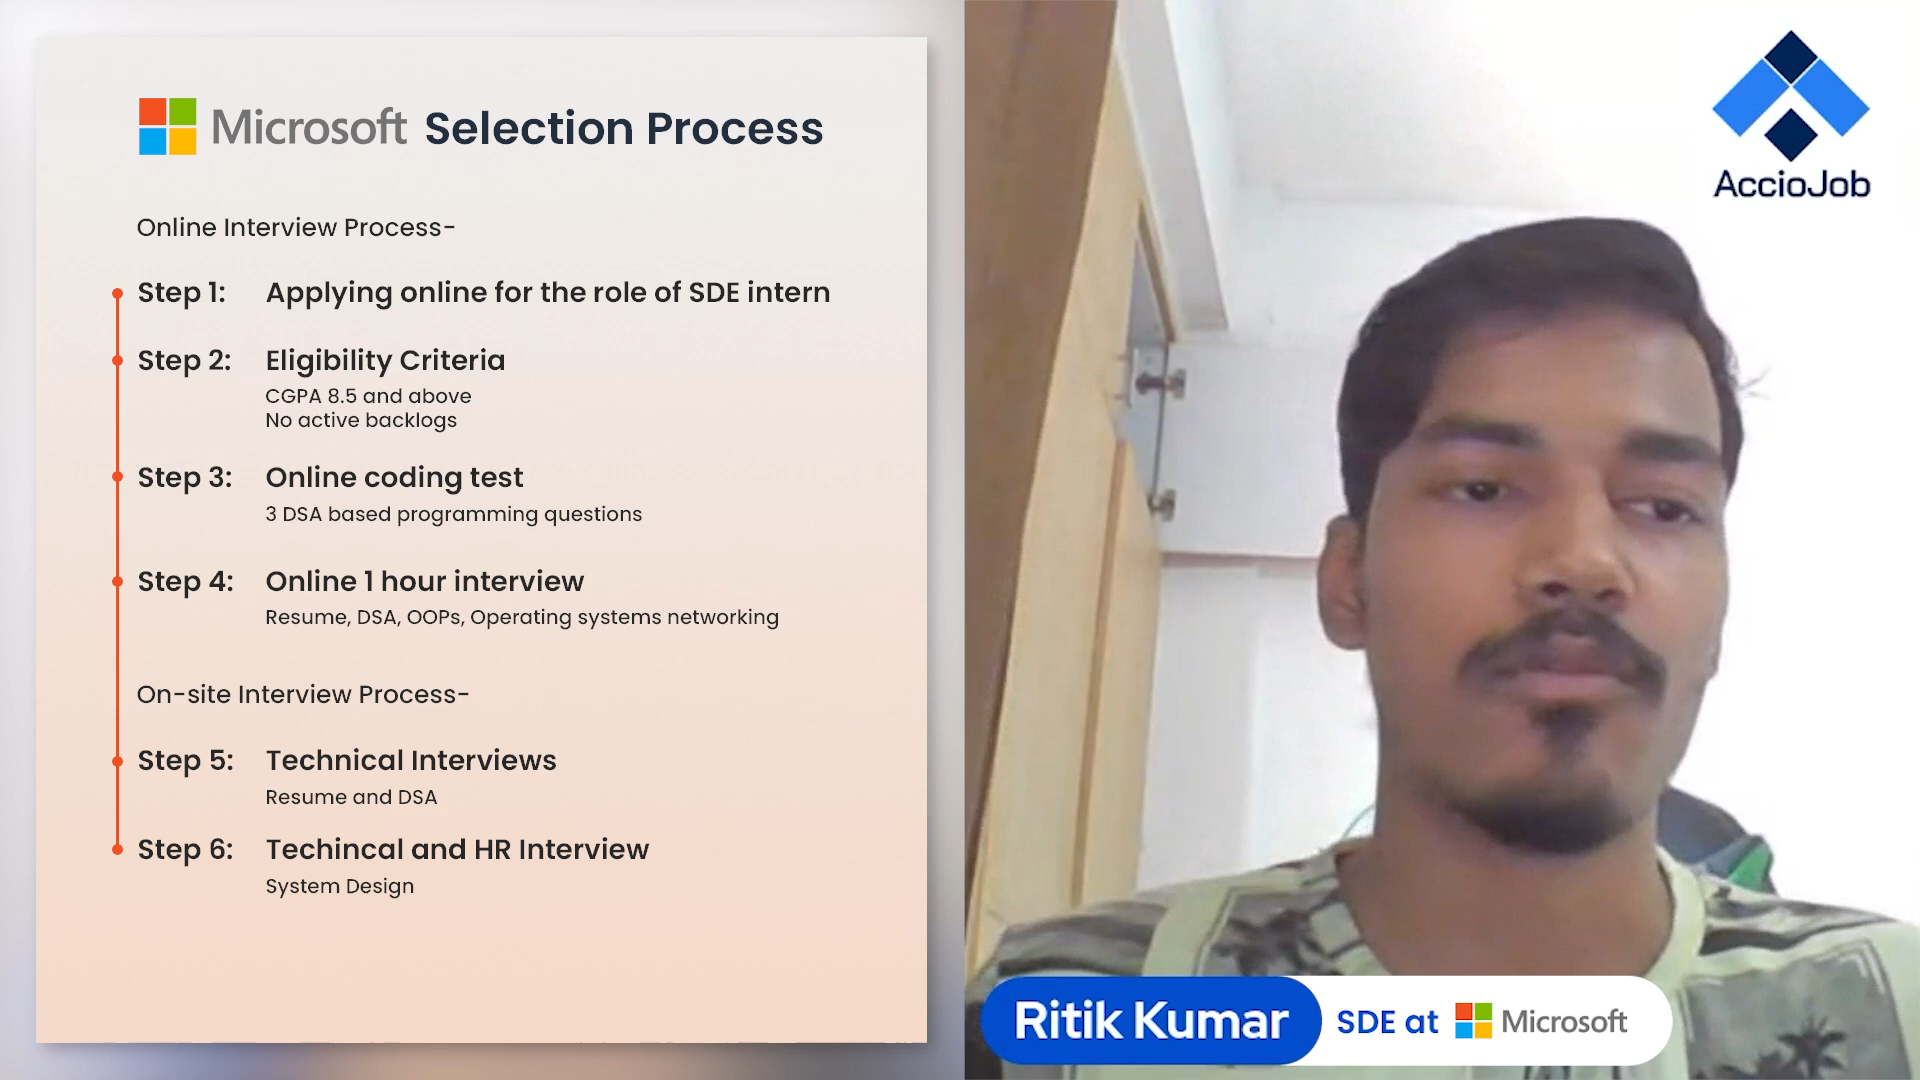 Microsoft Selection Process
Online Interview Process-
Step 1: Applying online for the role of SDE intern
Step 2: Eligibility Criteria
CGPA 8.5 and above
No active backlogs
Step 3: Online coding test
3 DSA based programming questions
Step 4: Online 1 hour interview
Resume, DSA, OOPs, Operating systems networking
On-site Interview Process-
Step 5: Technical Interviews
Resume and DSA
Step 6: Techincal and HR Interview
System Design
AccioJob
Ritik Kumar SDE at Microsoft